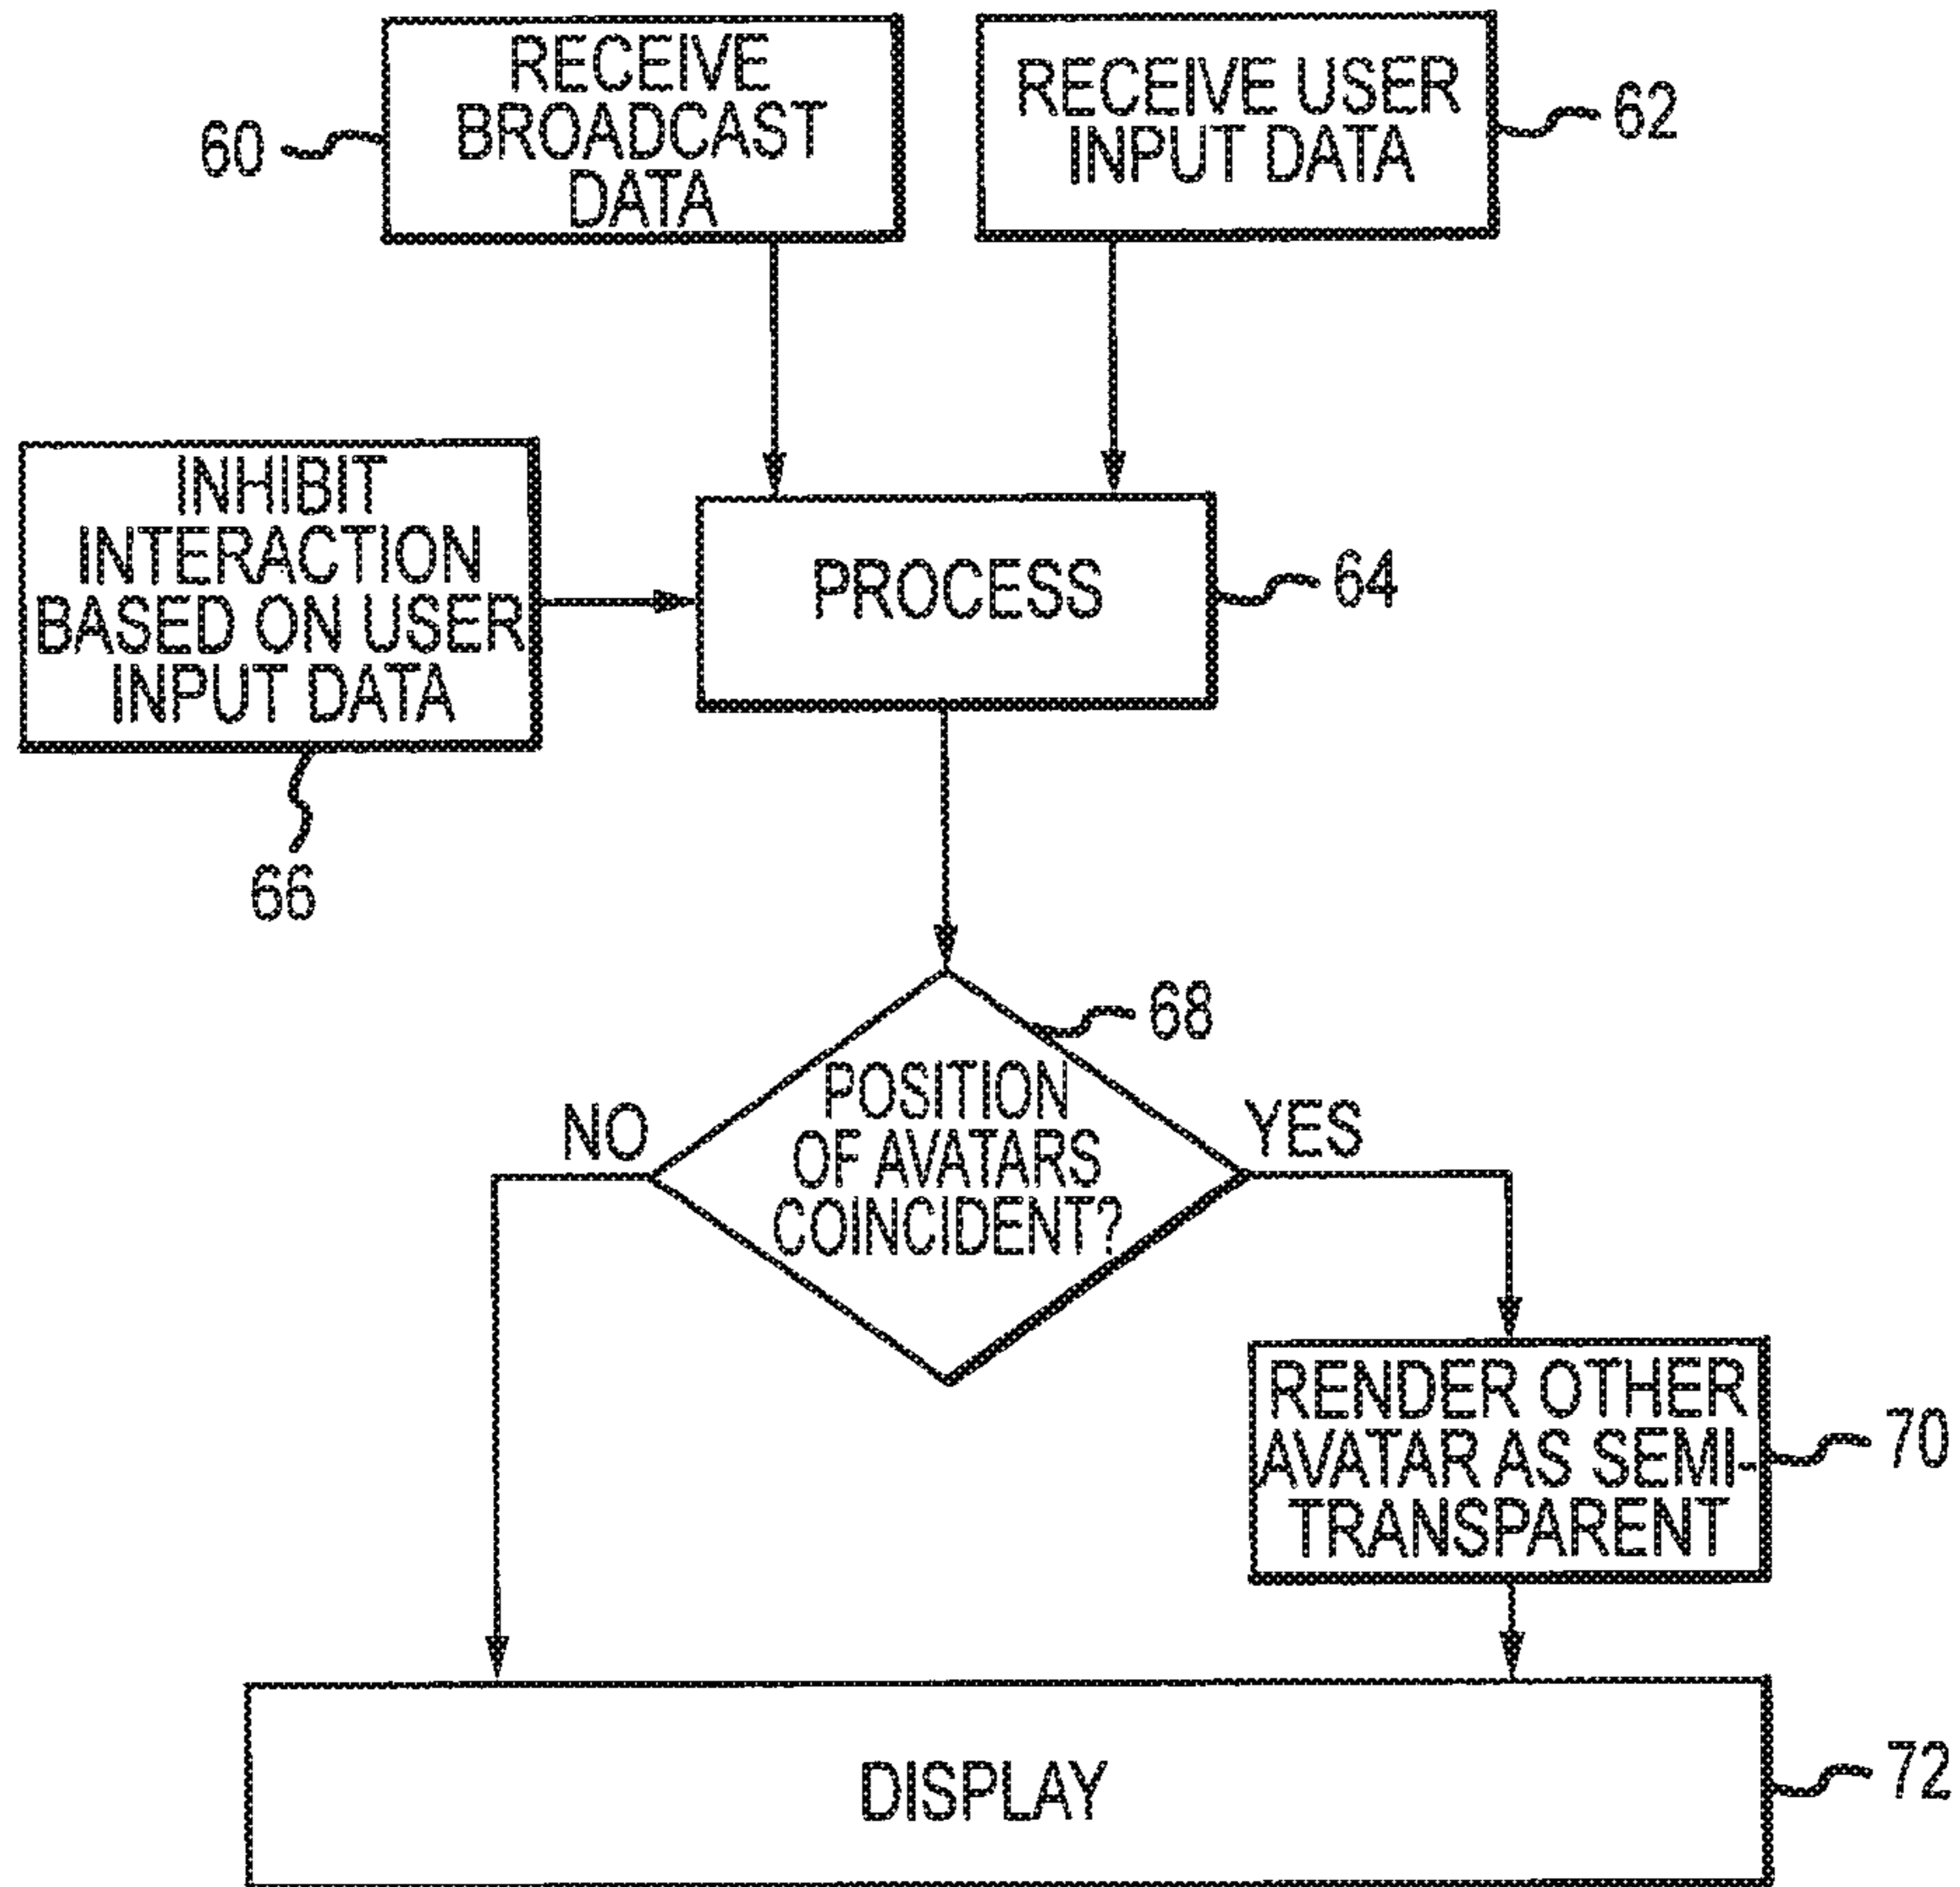 RECEIVE
BROADCAST
DATA
60
RECEIVE USER
INPUT DATA
62
INHIBIT
INTERACTION
BASED ON USER
INPUT DATA
66
PROCESS
64
POSITION
OF AVATARS
COINCIDENT?
68
NO
YES
RENDER OTHER
AVATAR AS SEMI-
TRANSPARENT
70
DISPLAY
72